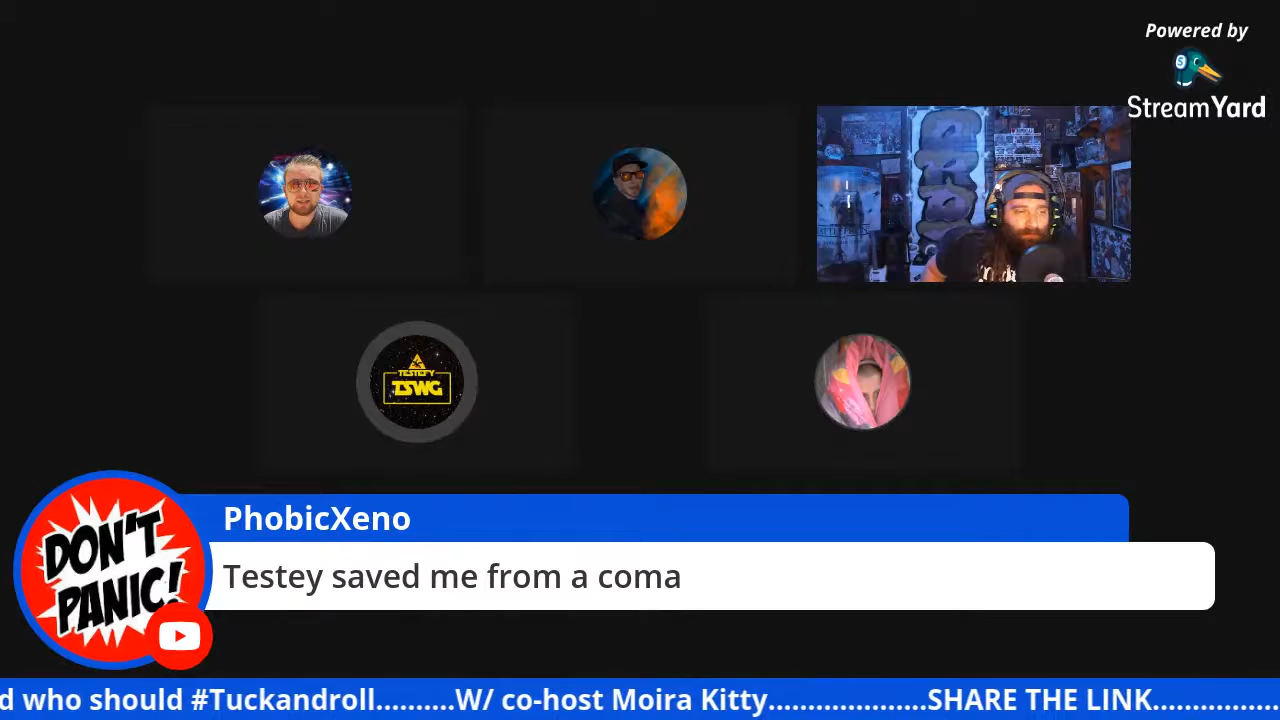 Powered by
StreamYard
TESTEFY
TSWG
PhobicXeno
Testey saved me from a coma
DON'T
PANIC!
d who should #Tuckandroll..........W/ co-host Moira Kitty....................SHARE THE LINK................